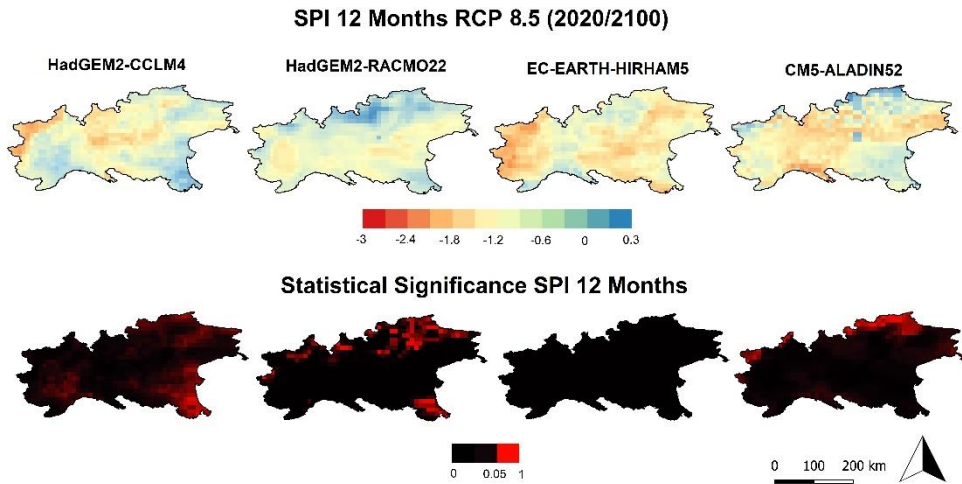 SPI 12 Months RCP 8.5 (2020/2100)
HadGEM2-CCLM4 HadGEM2-RACMO22 EC-EARTH-HIRHAM5 CM5-ALADIN52
-3 -2.4 -1.8 -1.2 -0.6 0 0.3
Statistical Significance SPI 12 Months
0 0.05 1
0 100 200 km